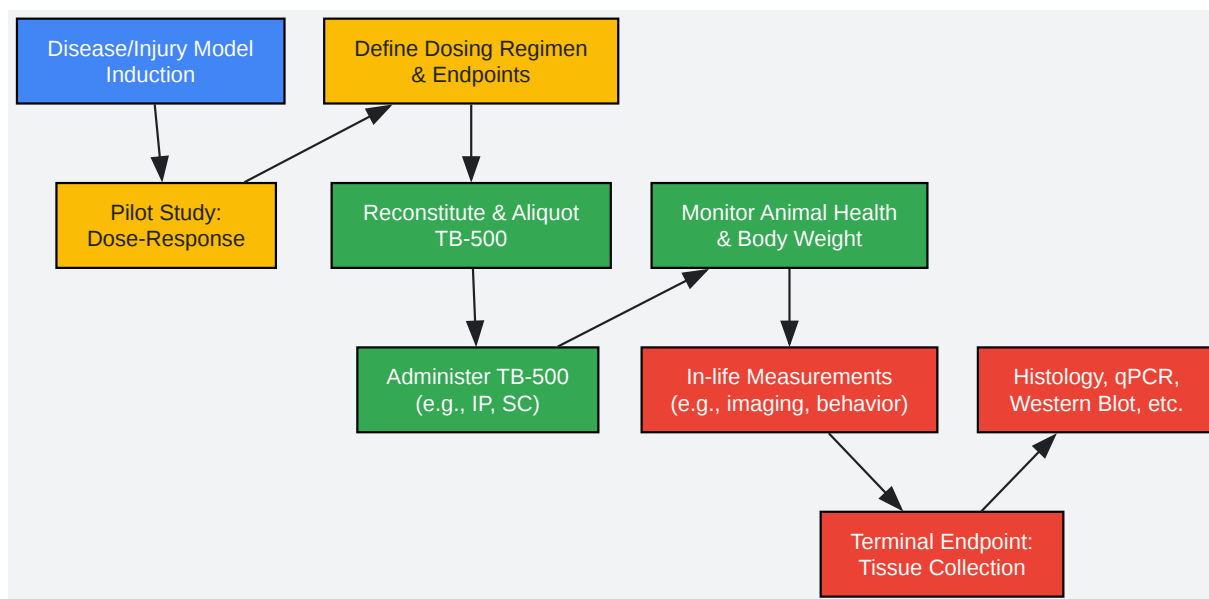 Disease/Injury Model
Induction
Define Dosing Regimen
& Endpoints
Pilot Study:
Dose-Response
Reconstitute & Aliquot
TB-500
Monitor Animal Health
& Body Weight
Administer TB-500
(e.g., IP, SC)
In-life Measurements
(e.g., imaging, behavior)
Histology, qPCR,
Western Blot, etc.
Terminal Endpoint:
Tissue Collection